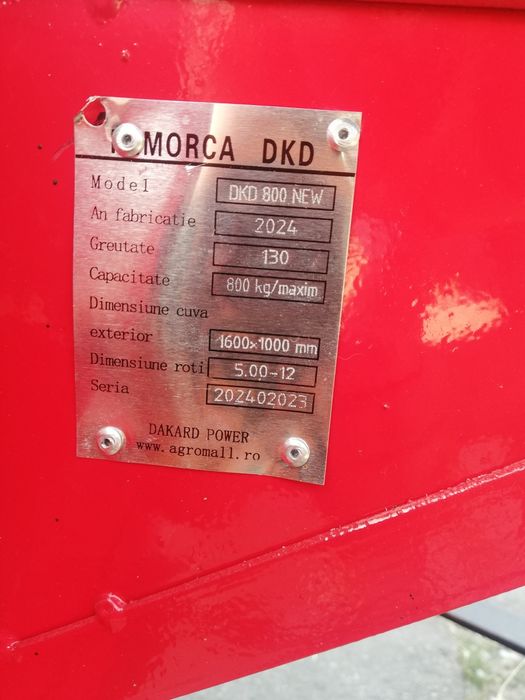 REMORCA DKD
Model DKD 800 NEW
An fabricatie 2024
Greutate 130
Capacitate 800 kg/maxim
Dimensiune cuva
exterior 1600x1000 mm
Dimensiune roti 5.00-12
Seria 202402023
DAKARD POWER
www.agromall.ro